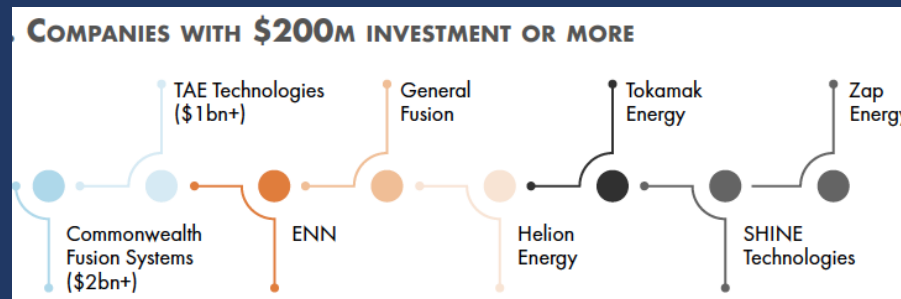 COMPANIES WITH $200M INVESTMENT OR MORE
TAE Technologies
($1bn+)
General
Fusion
Tokamak
Energy
Zap
Energy
Commonwealth
Fusion Systems
($2bn+)
ENN
Helion
Energy
SHINE
Technologies